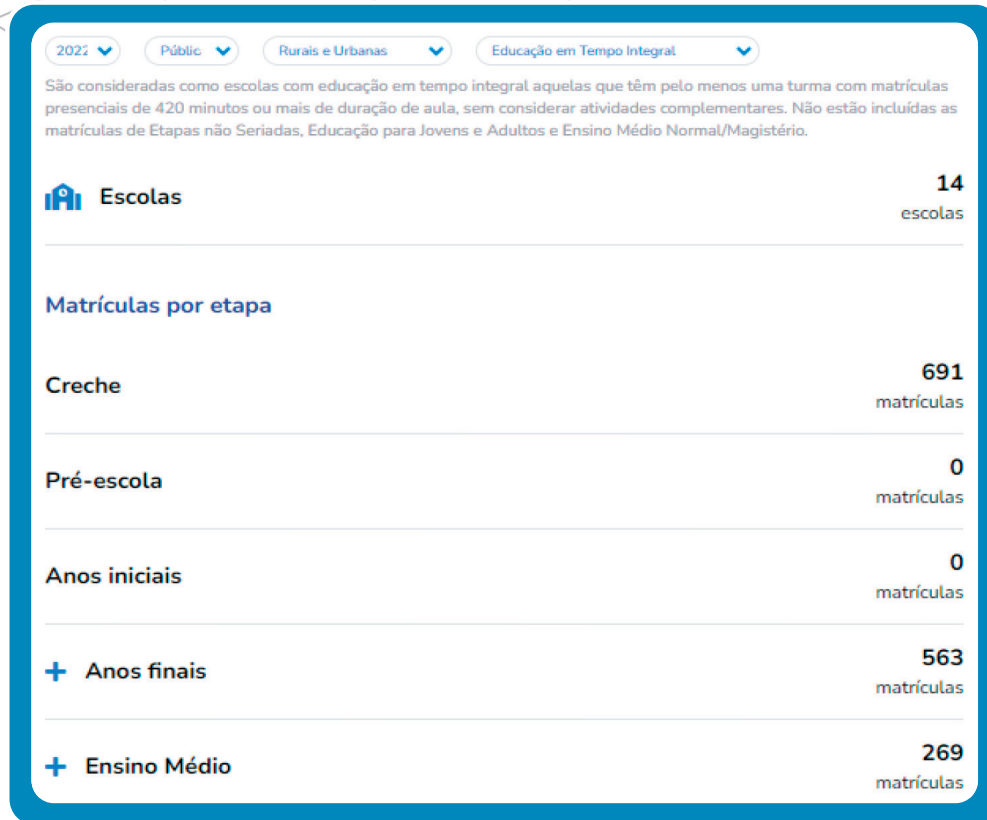 2022 Públic Rurais e Urbanas Educação em Tempo Integral
São consideradas como escolas com educação em tempo integral aquelas que têm pelo menos uma turma com matrículas
presenciais de 420 minutos ou mais de duração de aula, sem considerar atividades complementares. Não estão incluídas as
matrículas de Etapas não Seriadas, Educação para Jovens e Adultos e Ensino Médio Normal/Magistério.
Escolas 14
escolas
Matrículas por etapa
Creche 691
matrículas
Pré-escola 0
matrículas
Anos iniciais 0
matrículas
+ Anos finais 563
matrículas
+ Ensino Médio 269
matrículas